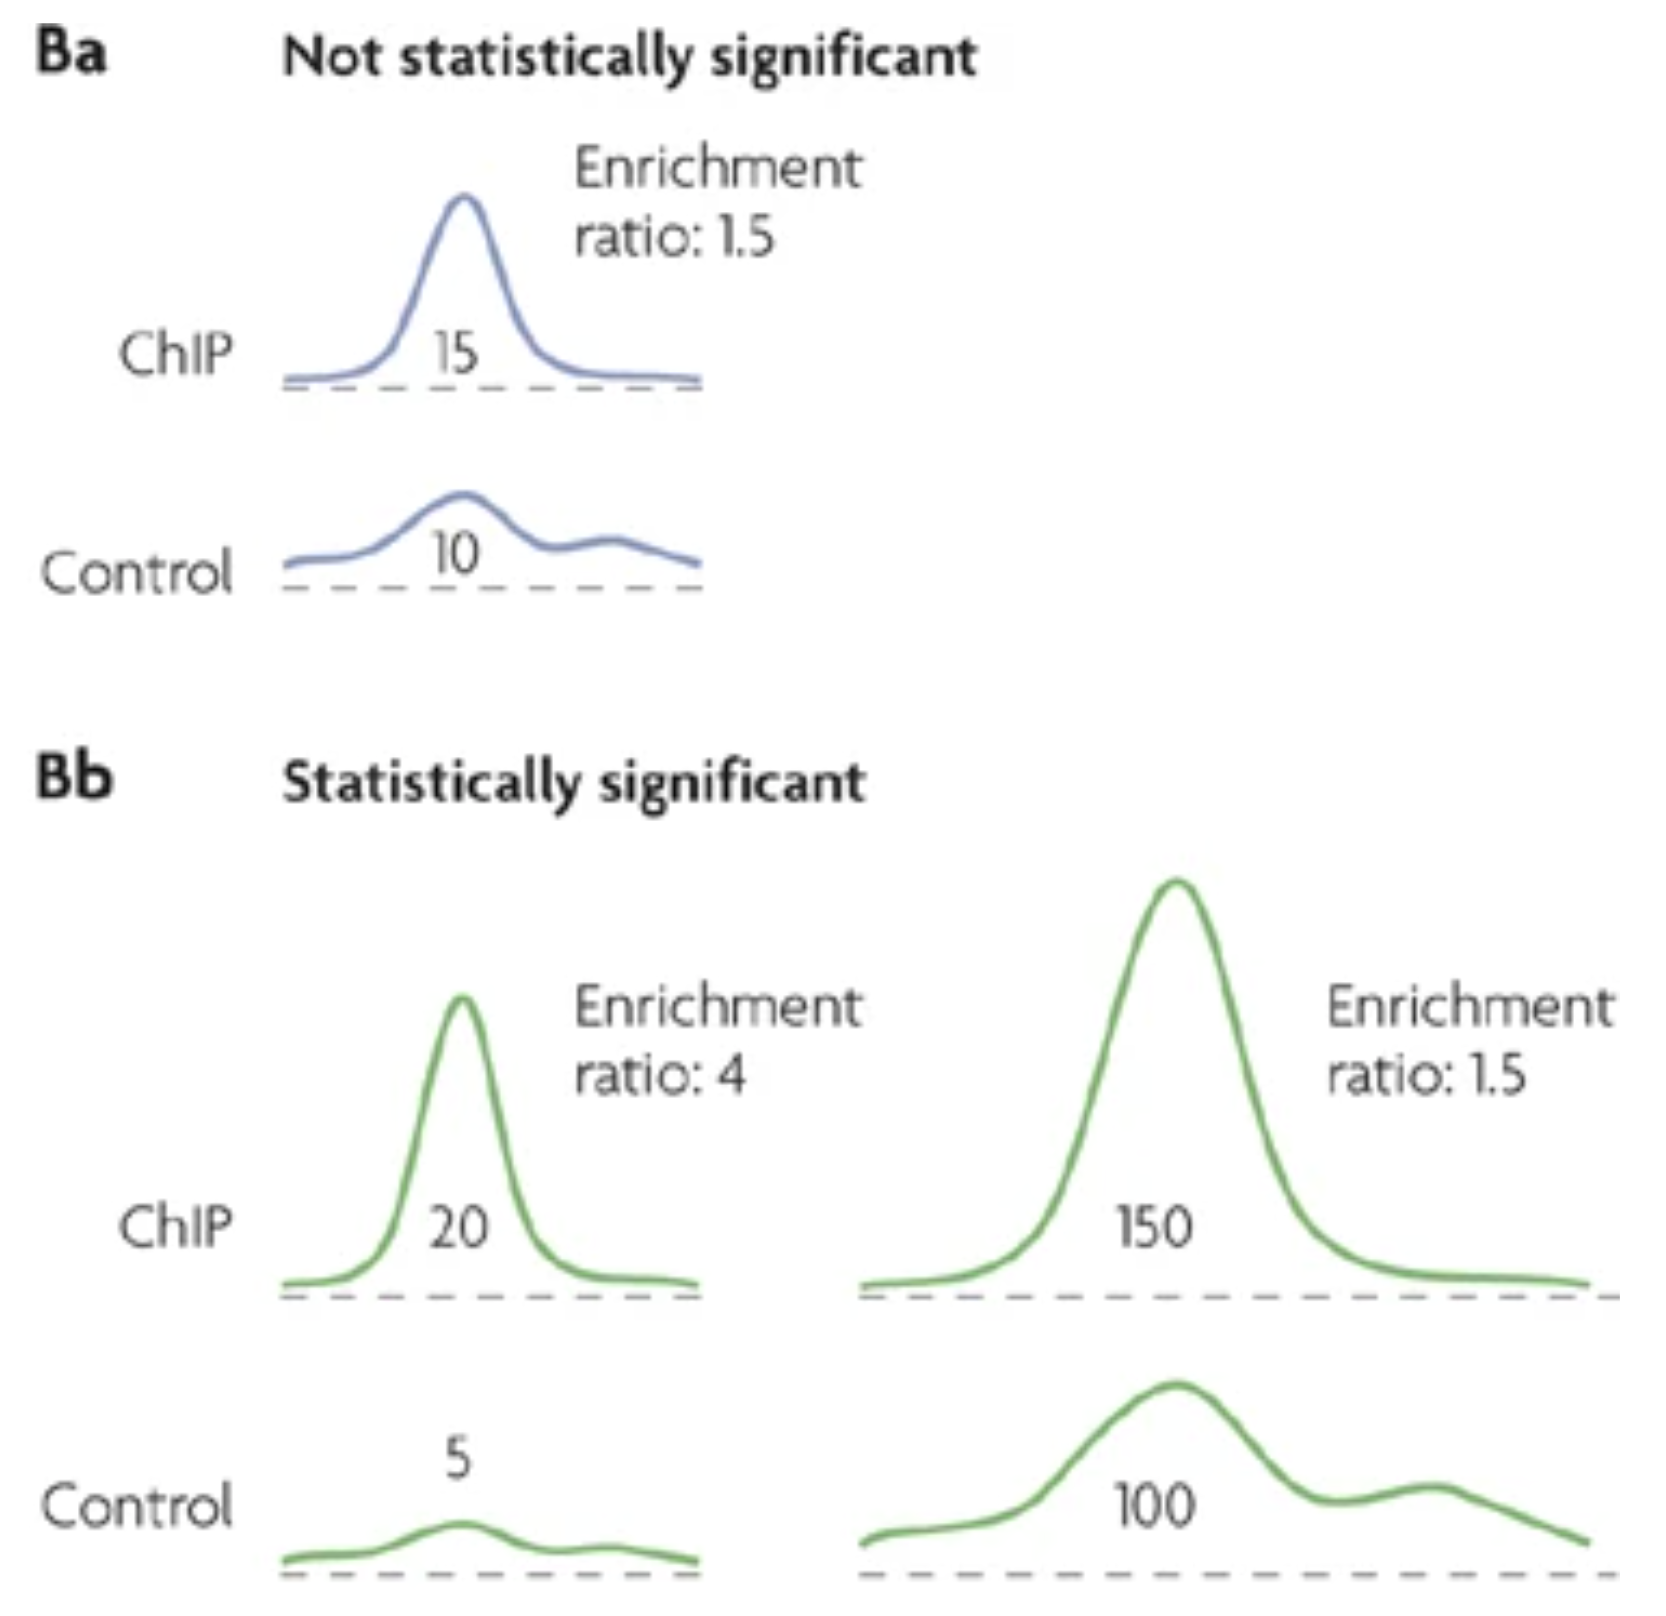 Ba Not statistically significant
Enrichment
ratio: 1.5
ChIP 15
Control 10
Bb Statistically significant
Enrichment
ratio: 4
Enrichment
ratio: 1.5
ChIP 20 150
5
Control 100